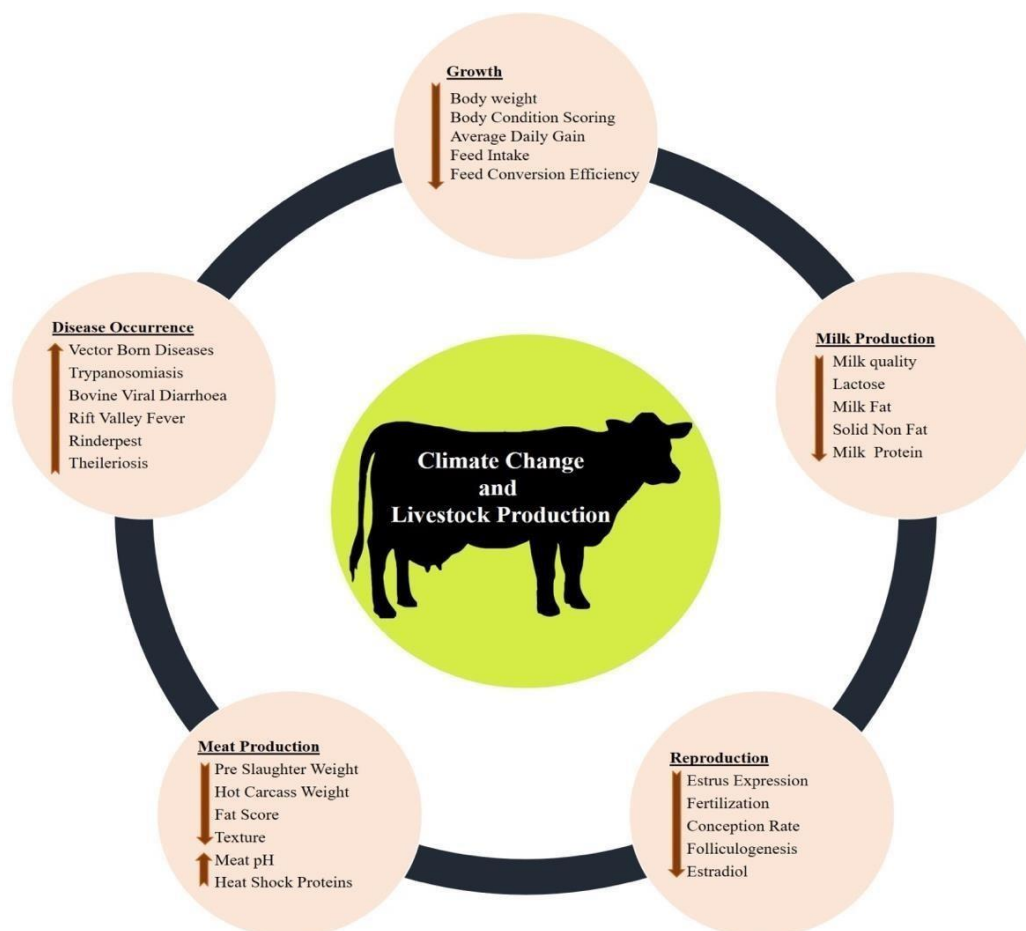 Growth
Body weight
Body Condition Scoring
Average Daily Gain
Feed Intake
Feed Conversion Efficiency
Disease Occurrence
Vector Born Diseases
Trypanosomiasis
Bovine Viral Diarrhoea
Rift Valley Fever
Rinderpest
Theileriosis
Milk Production
Milk quality
Lactose
Milk Fat
Solid Non Fat
Milk Protein
Climate Change
and
Livestock Production
Meat Production
Pre Slaughter Weight
Hot Carcass Weight
Fat Score
Texture
Meat pH
Heat Shock Proteins
Reproduction
Estrus Expression
Fertilization
Conception Rate
Folliculogenesis
Estradiol